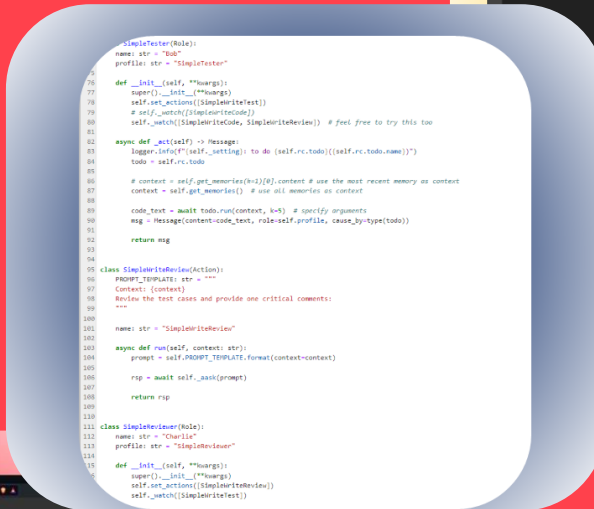 SimpleTester(Role):
name: str = "Bob"
profile: str = "SimpleTester"
75
76 def __init__(self, **kwargs):
77 super().__init__(**kwargs)
78 self.set_actions([SimpleWriteTest])
79 # self._watch([SimpleWriteCode])
80 self._watch([SimpleWriteCode, SimpleWriteReview]) # feel free to try this too
81
82 async def _act(self) -> Message:
83 logger.info(f"{self._setting}: to do {self.rc.todo}({self.rc.todo.name})")
84 todo = self.rc.todo
85
86 # context = self.get_memories(k=1)[0].content # use the most recent memory as context
87 context = self.get_memories() # use all memories as context
88
89 code_text = await todo.run(context, k=5) # specify arguments
90 msg = Message(content=code_text, role=self.profile, cause_by=type(todo))
91
92 return msg
93
94
95 class SimpleWriteReview(Action):
96 PROMPT_TEMPLATE: str = """
97 Context: {context}
98 Review the test cases and provide one critical comments:
99 """
100
101 name: str = "SimpleWriteReview"
102
103 async def run(self, context: str):
104 prompt = self.PROMPT_TEMPLATE.format(context=context)
105
106 rsp = await self._aask(prompt)
107
108 return rsp
109
110
111 class SimpleReviewer(Role):
112 name: str = "Charlie"
113 profile: str = "SimpleReviewer"
114
15 def __init__(self, **kwargs):
super().__init__(**kwargs)
self.set_actions([SimpleWriteReview])
self._watch([SimpleWriteTest])